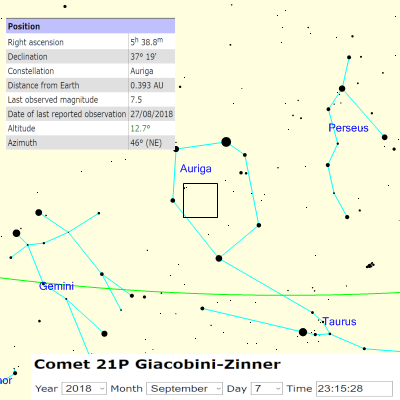 Position
Right ascension 5h 38.8m
Declination 37° 19'
Constellation Auriga
Distance from Earth 0.393 AU
Last observed magnitude 7.5
Date of last reported observation 27/08/2018
Altitude 12.7°
Azimuth 46° (NE)
Perseus
Auriga
Gemini
Taurus
nor
Comet 21P Giacobini-Zinner
Year 2018 Month September Day 7 Time 23:15:28